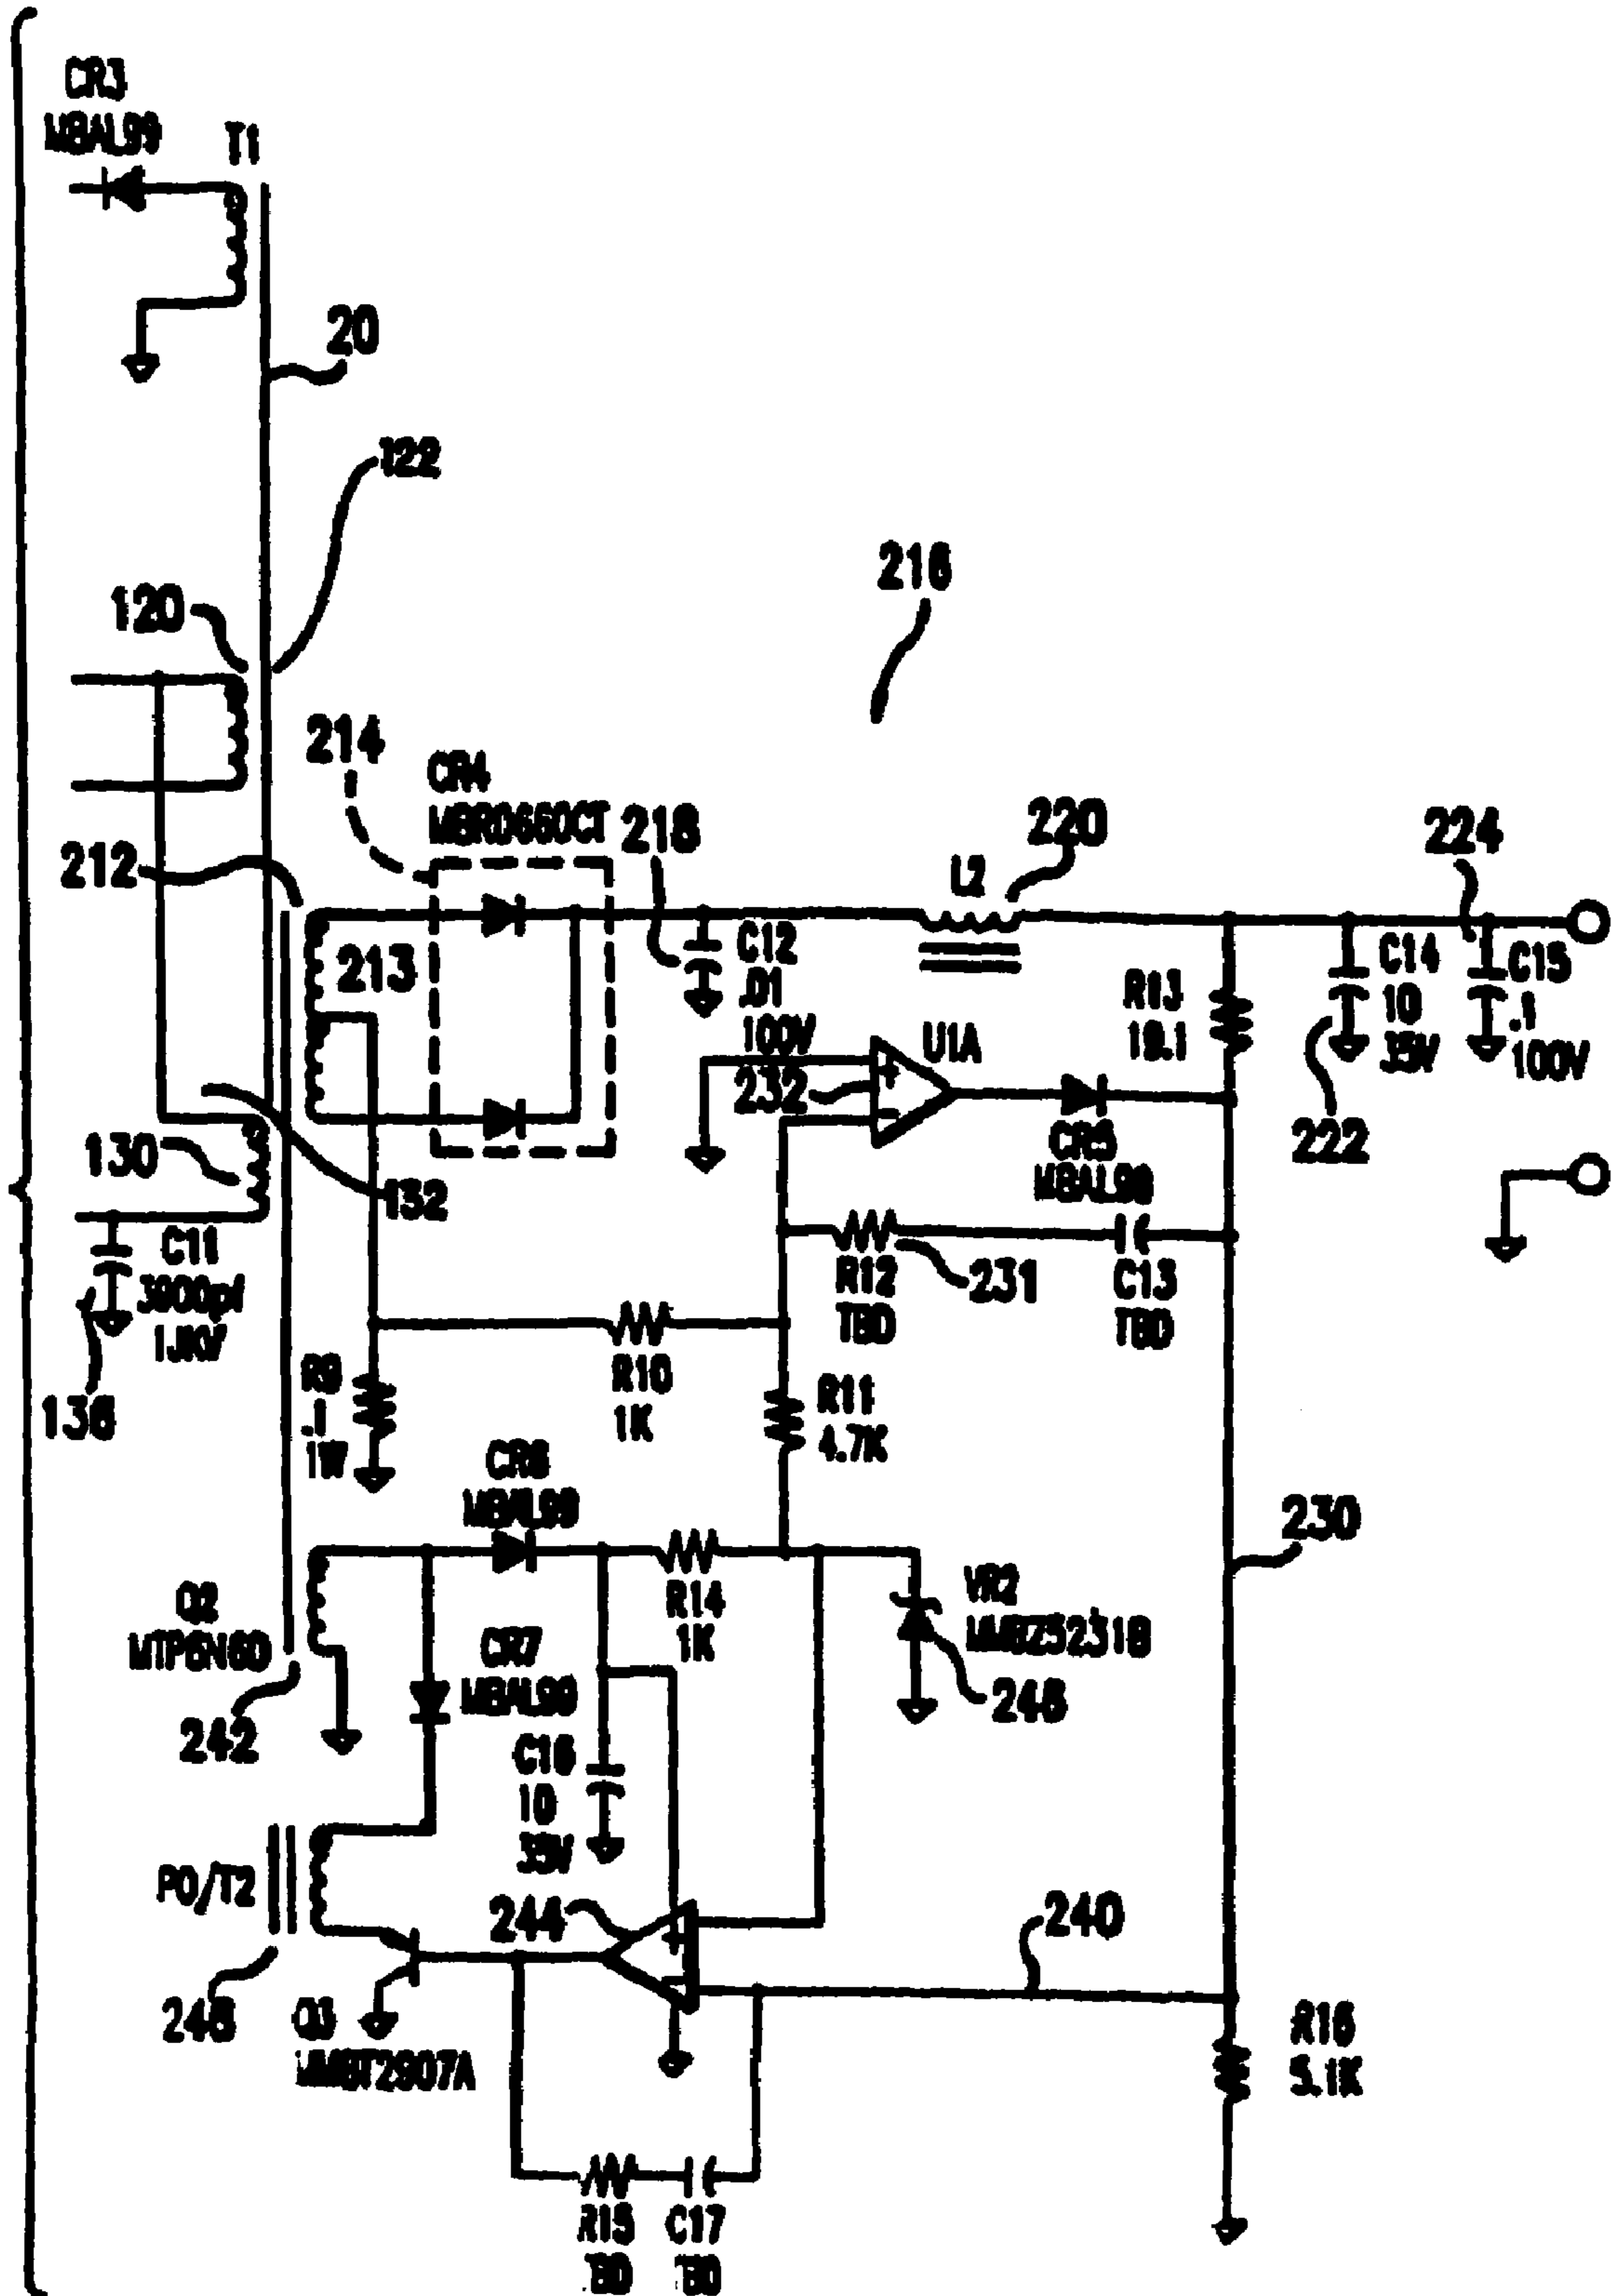 CR3
MBAL99
T1
20
122
216
120
214
CR4
MBRD660CT
218
220
L2
224
212
213
C12
.01
100V
R13
19.1
C14
10
35V
C15
.1
100V
U1A
232
222
130
132
CR5
MBAL99
C11
3900pf
231
R12
TBD
C13
TBD
136
R9
.1
1W
R10
1K
R11
4.7K
CR6
MBAL99
230
Q2
MTP6N60
R14
1K
VR2
MMBZ5231B
CR7
MBAL99
242
C16
10
35V
PO/T2
244
240
Q3
MMBT2907A
R16
5.1K
R15
TBD
C17
TBD